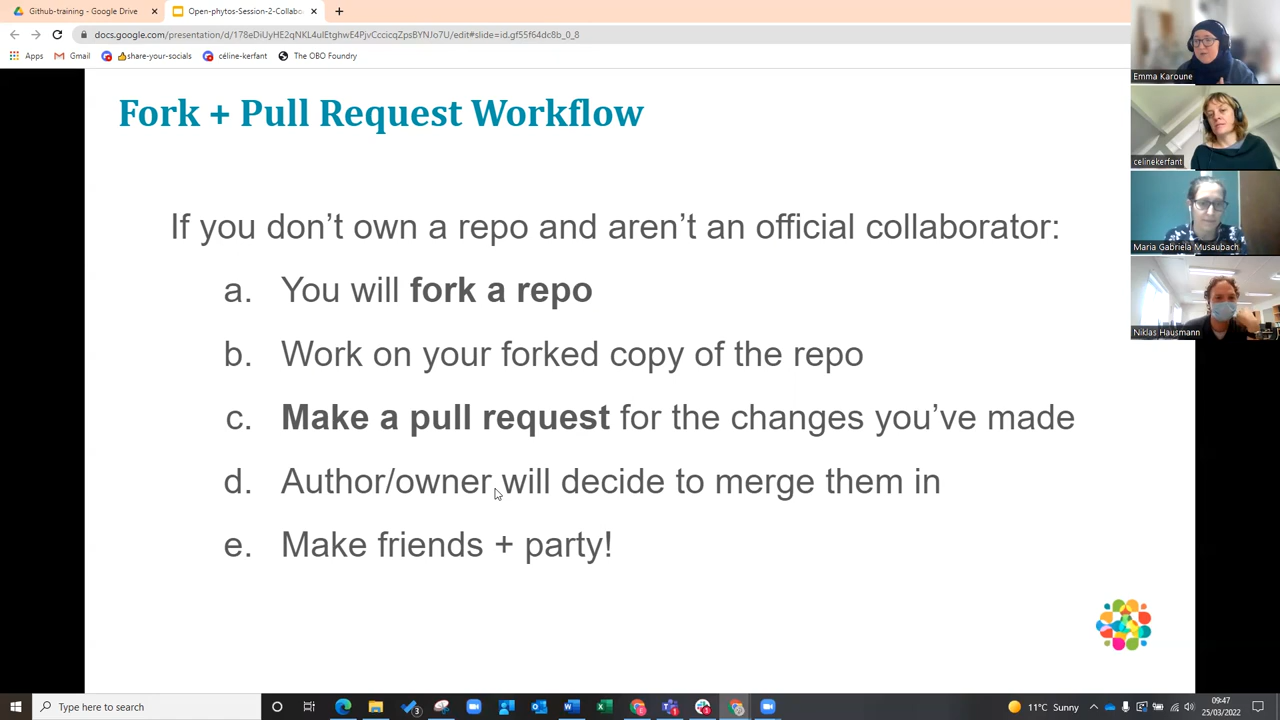 Github-training - Google Drive
Open-phytos-Session-2-Collabo
docs.google.com/presentation/d/178eDiUyHE2qNKL4uIEtghwE4PjvCccicqZpsBYNJo7U/edit#slide=id.gf55f64dc8b_0_8
Apps
Gmail
share-your-socials
céline-kerfant
The OBO Foundry
Fork + Pull Request Workflow
If you don’t own a repo and aren’t an official collaborator:
a. You will fork a repo
b. Work on your forked copy of the repo
c. Make a pull request for the changes you’ve made
d. Author/owner will decide to merge them in
e. Make friends + party!
Emma Karoune
celinekerfant
Maria Gabriela Musaubach
Niklas Hausmann
Type here to search
3
11°C Sunny
09:47
25/03/2022